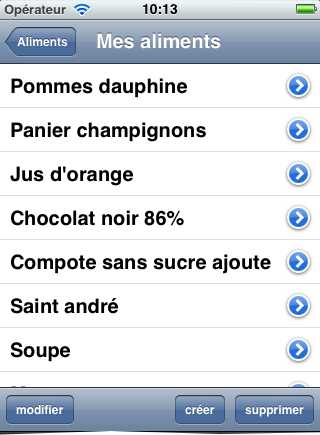 Opérateur 10:13
Aliments Mes aliments
Pommes dauphine
Panier champignons
Jus d'orange
Chocolat noir 86%
Compote sans sucre ajoute
Saint andré
Soupe
modifier créer supprimer